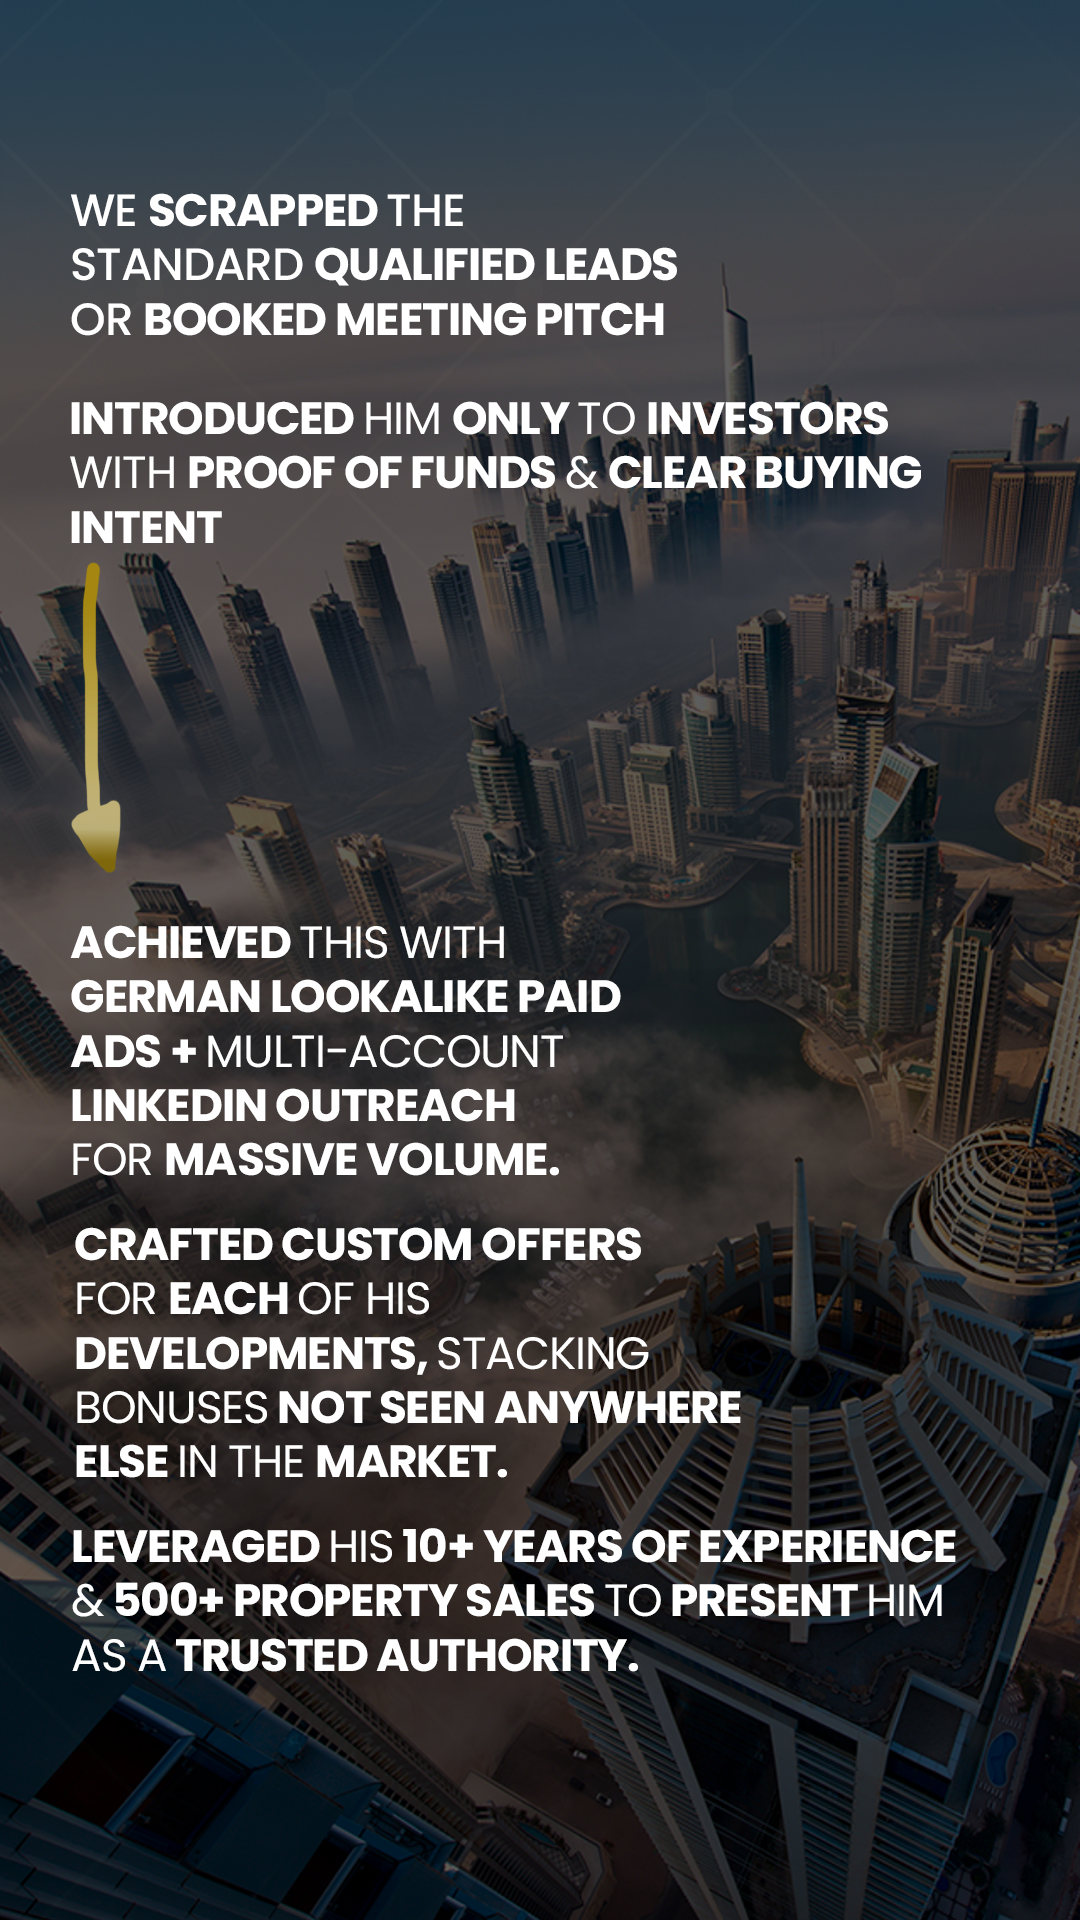 WE SCRAPPED THE
STANDARD QUALIFIED LEADS
OR BOOKED MEETING PITCH
INTRODUCED HIM ONLY TO INVESTORS
WITH PROOF OF FUNDS & CLEAR BUYING
INTENT
ACHIEVED THIS WITH
GERMAN LOOKALIKE PAID
ADS + MULTI-ACCOUNT
LINKEDIN OUTREACH
FOR MASSIVE VOLUME.
CRAFTED CUSTOM OFFERS
FOR EACH OF HIS
DEVELOPMENTS, STACKING
BONUSES NOT SEEN ANYWHERE
ELSE IN THE MARKET.
LEVERAGED HIS 10+ YEARS OF EXPERIENCE
& 500+ PROPERTY SALES TO PRESENT HIM
AS A TRUSTED AUTHORITY.